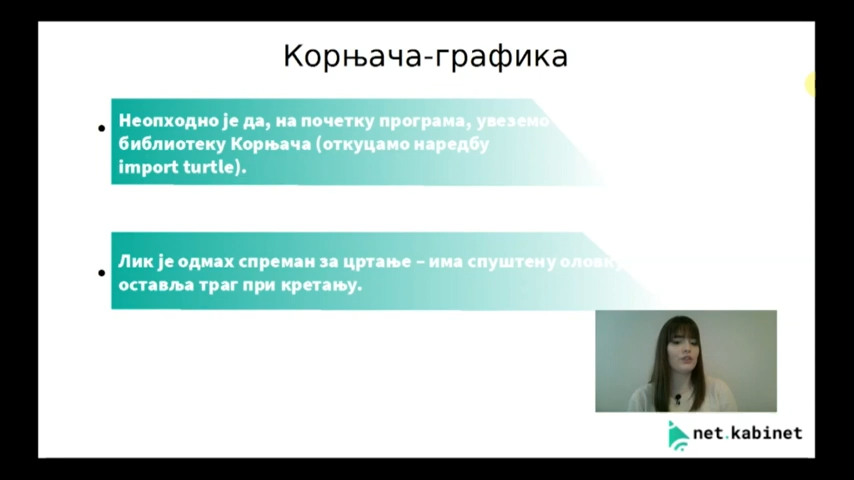 Корњача-графика
Неопходно је да, на почетку програма, увеземо
библиотеку Корњача (откуцамо наредбу
import turtle).
Лик је одмах спреман за цртање – има спуштену оловку
оставља траг при кретању.
net.kabinet